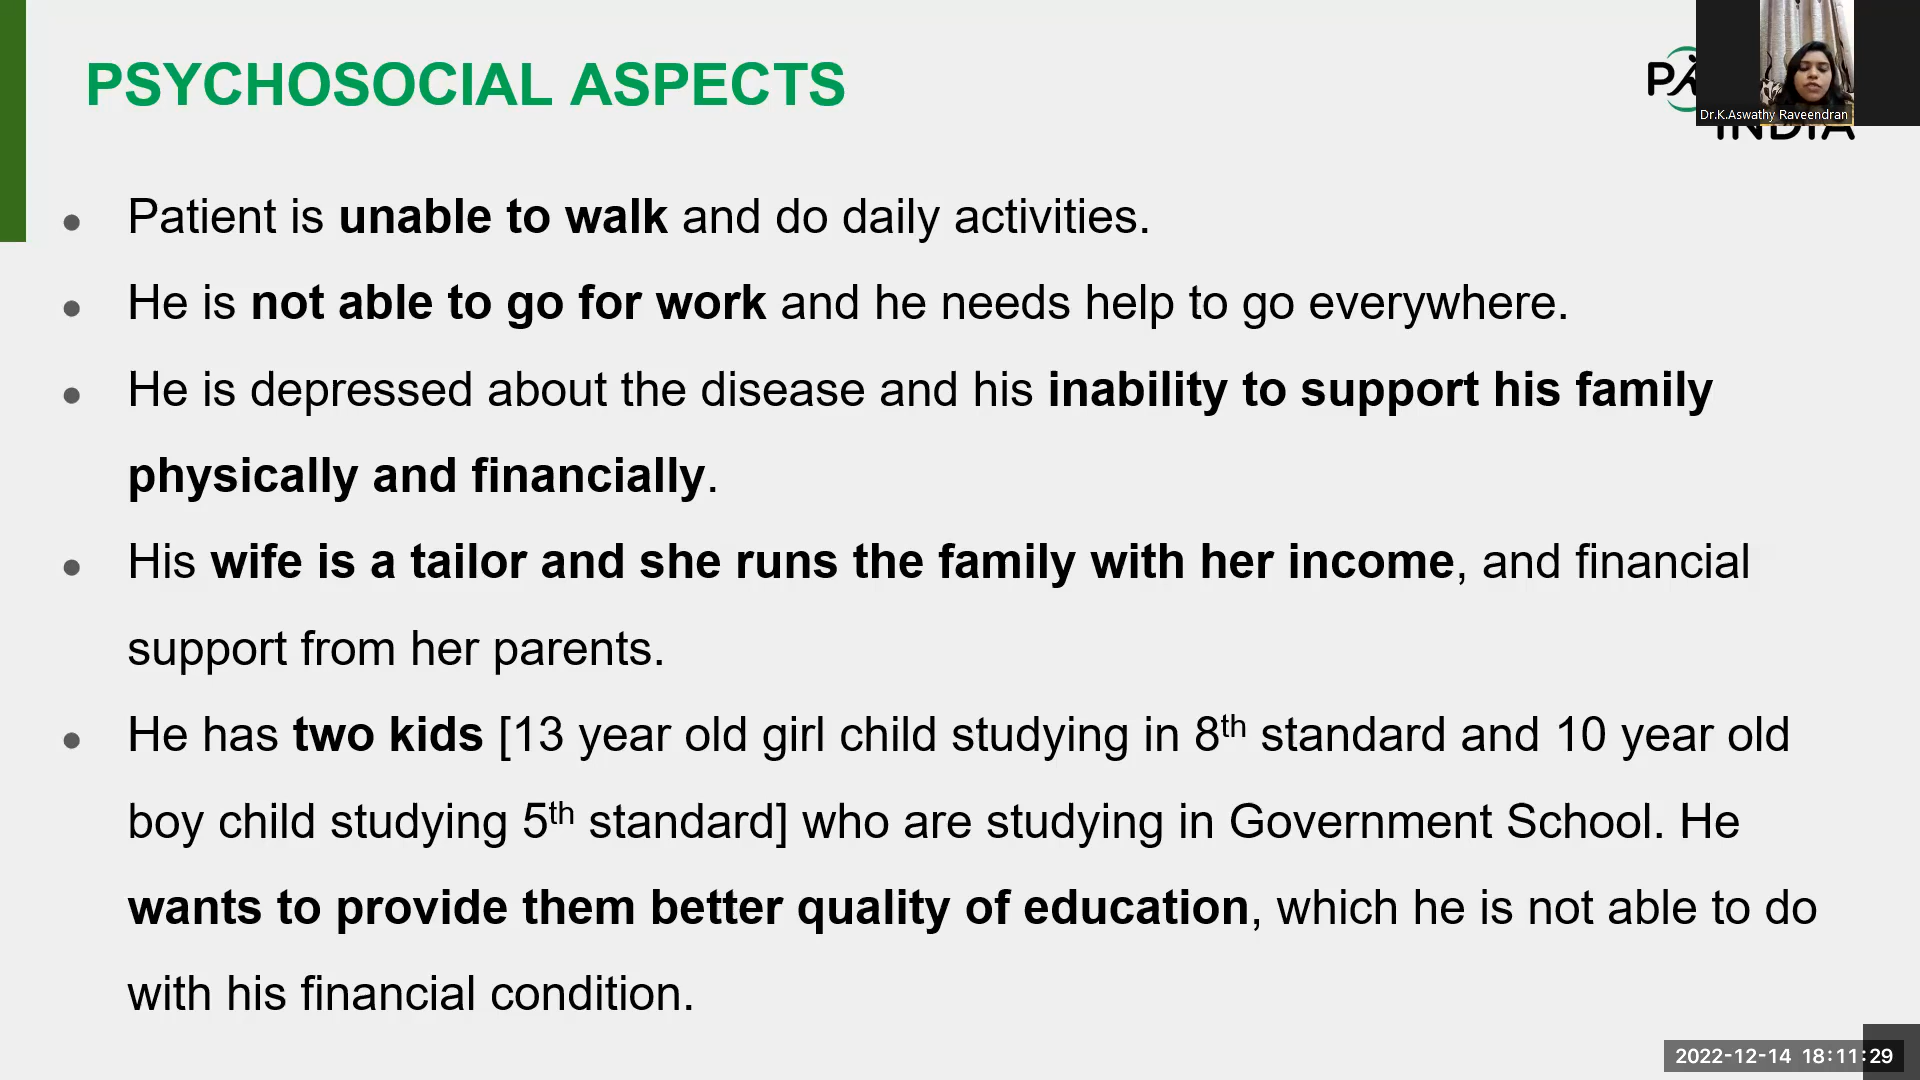 PSYCHOSOCIAL ASPECTS
Dr.K.Aswathy Raveendran
INDIA
• Patient is unable to walk and do daily activities.
• He is not able to go for work and he needs help to go everywhere.
• He is depressed about the disease and his inability to support his family
physically and financially.
• His wife is a tailor and she runs the family with her income, and financial
support from her parents.
• He has two kids [13 year old girl child studying in 8th standard and 10 year old
boy child studying 5th standard] who are studying in Government School. He
wants to provide them better quality of education, which he is not able to do
with his financial condition.
2022-12-14 18:11:29